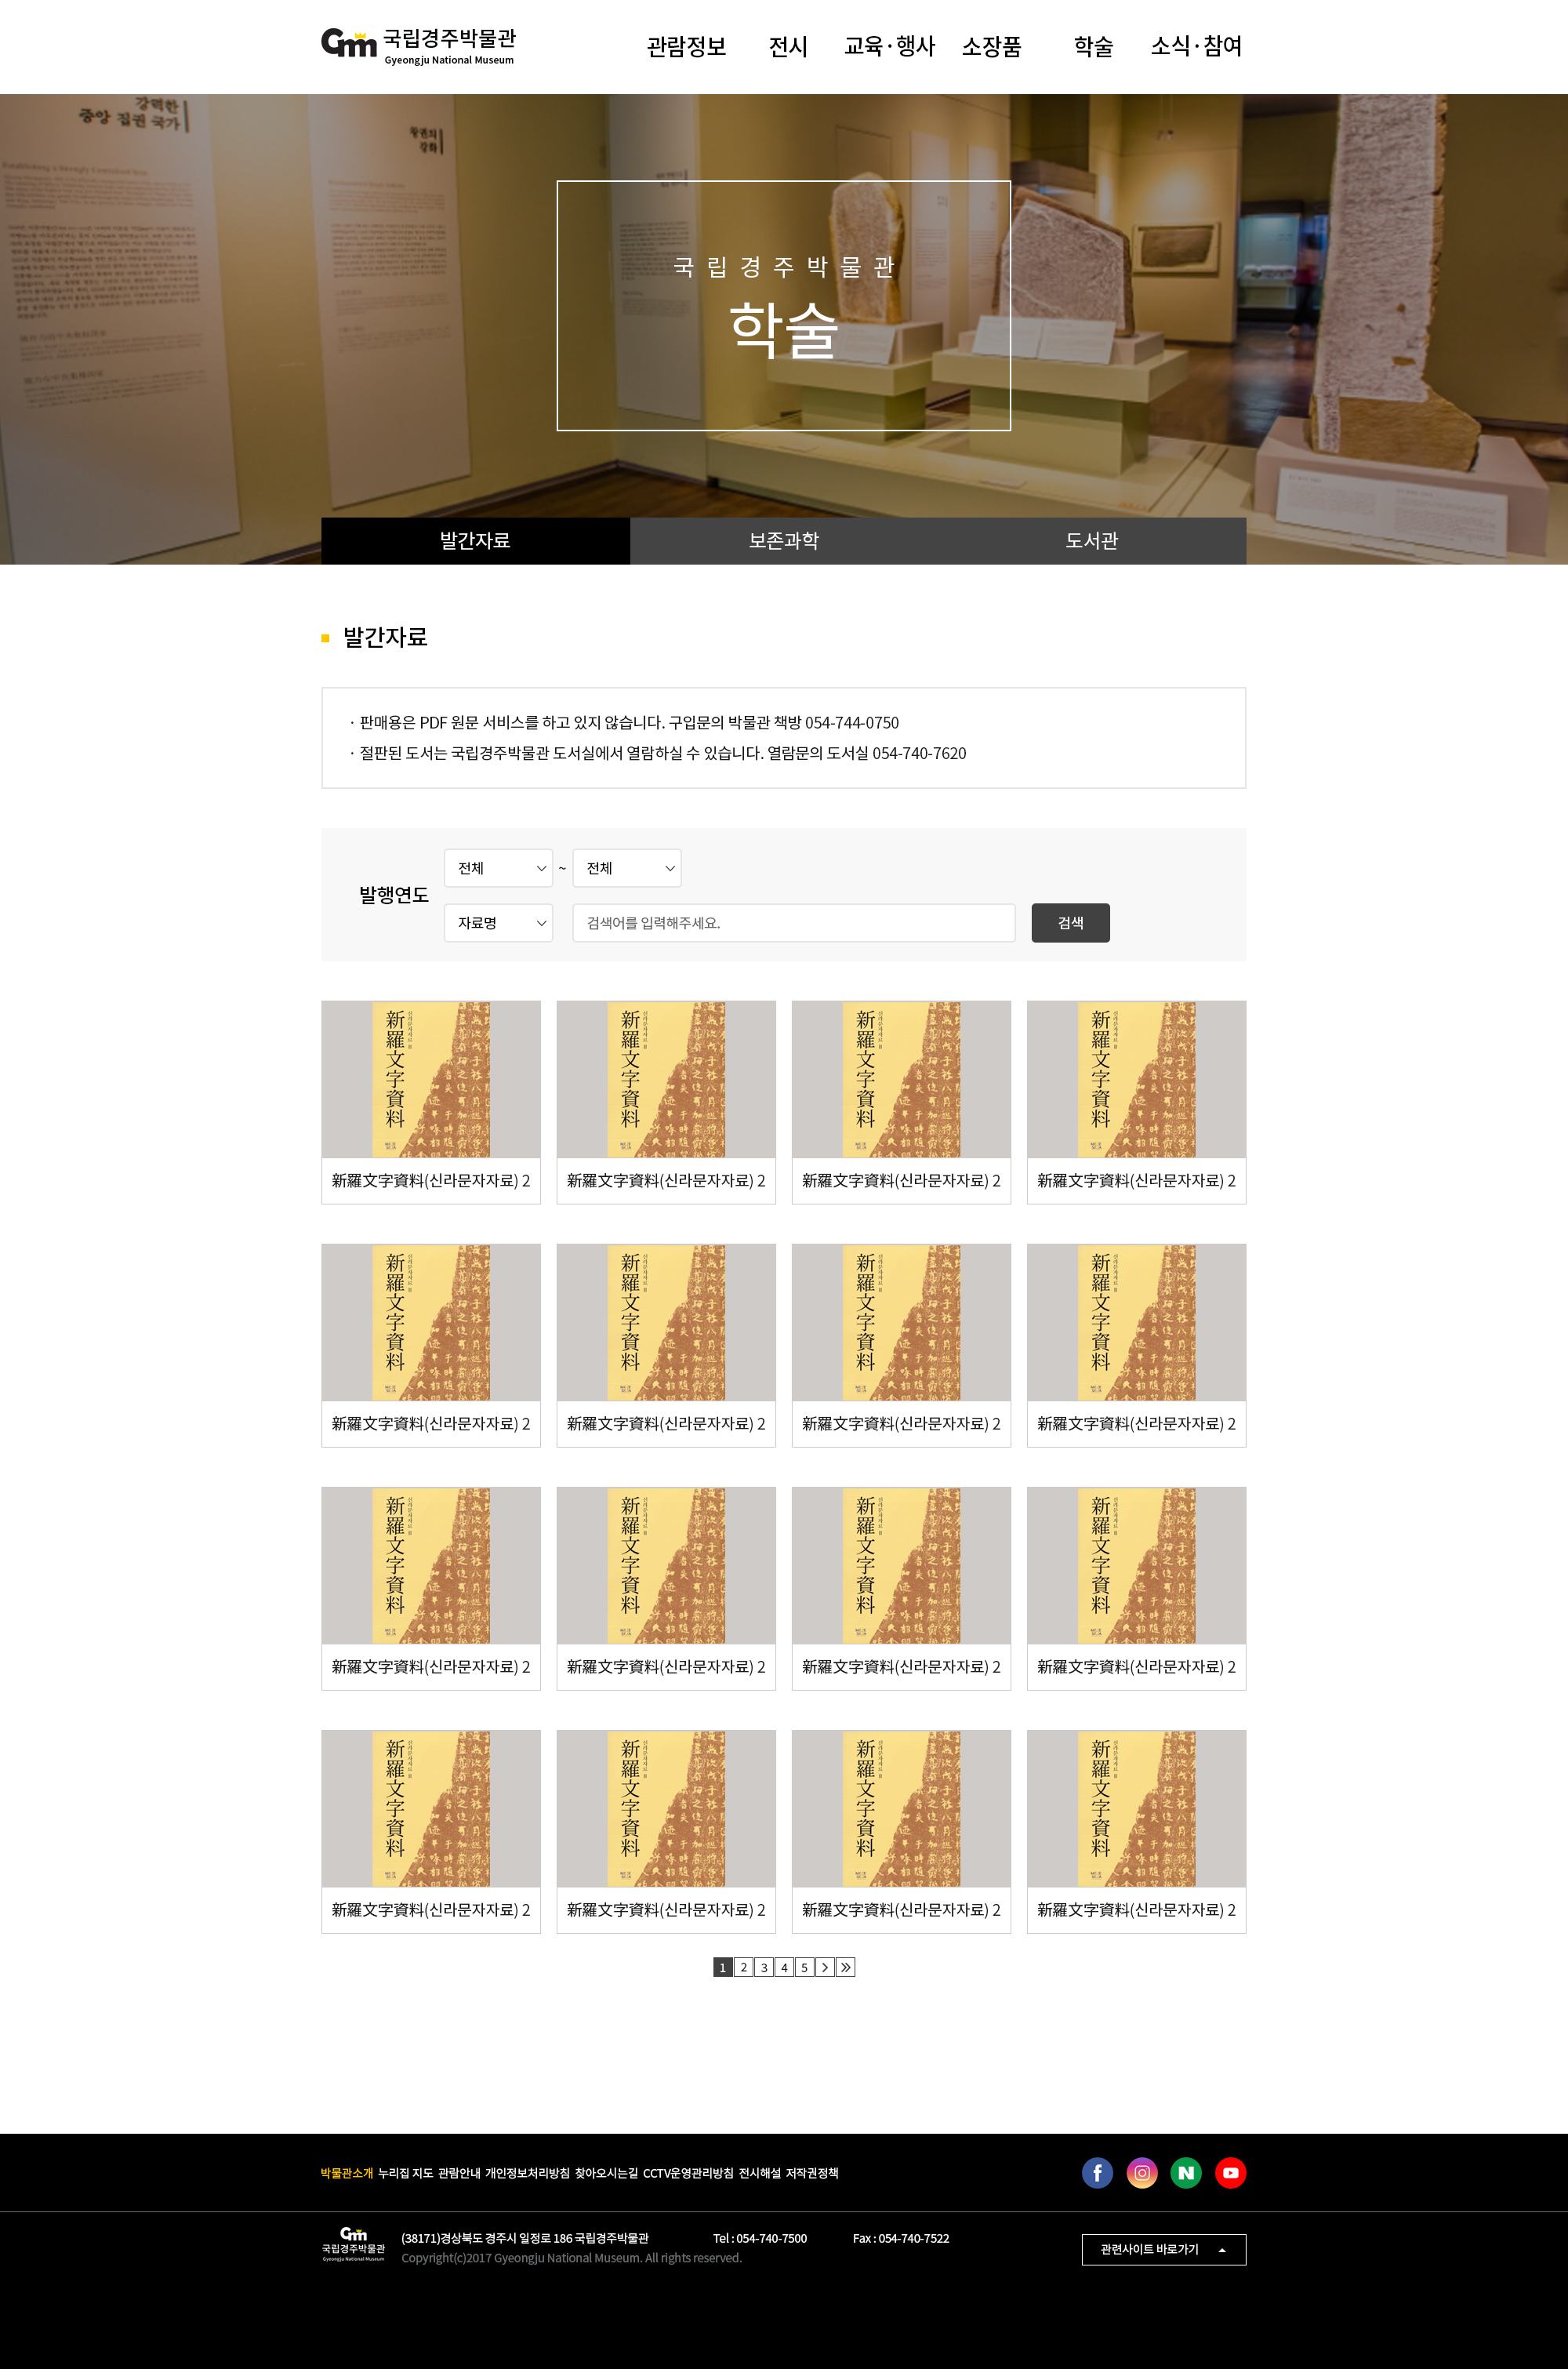 국립경주박물관
Gyeongju National Museum
관람정보 전시 교육·행사 소장품 학술 소식·참여
강력한
중앙 집권 국가
왕권의
강화
국립경주박물관
학술
발간자료 보존과학 도서관
발간자료
· 판매용은 PDF 원문 서비스를 하고 있지 않습니다. 구입문의 박물관 책방 054-744-0750
· 절판된 도서는 국립경주박물관 도서실에서 열람하실 수 있습니다. 열람문의 도서실 054-740-7620
발행연도
전체 ~ 전체
자료명 검색어를 입력해주세요. 검색
新羅文字資料 新羅文字資料 新羅文字資料 新羅文字資料
新羅文字資料(신라문자자료) 2 新羅文字資料(신라문자자료) 2 新羅文字資料(신라문자자료) 2 新羅文字資料(신라문자자료) 2
新羅文字資料 新羅文字資料 新羅文字資料 新羅文字資料
新羅文字資料(신라문자자료) 2 新羅文字資料(신라문자자료) 2 新羅文字資料(신라문자자료) 2 新羅文字資料(신라문자자료) 2
新羅文字資料 新羅文字資料 新羅文字資料 新羅文字資料
新羅文字資料(신라문자자료) 2 新羅文字資料(신라문자자료) 2 新羅文字資料(신라문자자료) 2 新羅文字資料(신라문자자료) 2
新羅文字資料 新羅文字資料 新羅文字資料 新羅文字資料
新羅文字資料(신라문자자료) 2 新羅文字資料(신라문자자료) 2 新羅文字資料(신라문자자료) 2 新羅文字資料(신라문자자료) 2
1 2 3 4 5
박물관소개 누리집 지도 관람안내 개인정보처리방침 찾아오시는길 CCTV운영관리방침 전시해설 저작권정책
국립경주박물관
Gyeongju National Museum
(38171)경상북도 경주시 일정로 186 국립경주박물관 Tel : 054-740-7500 Fax : 054-740-7522
Copyright(c)2017 Gyeongju National Museum. All rights reserved.
관련사이트 바로가기